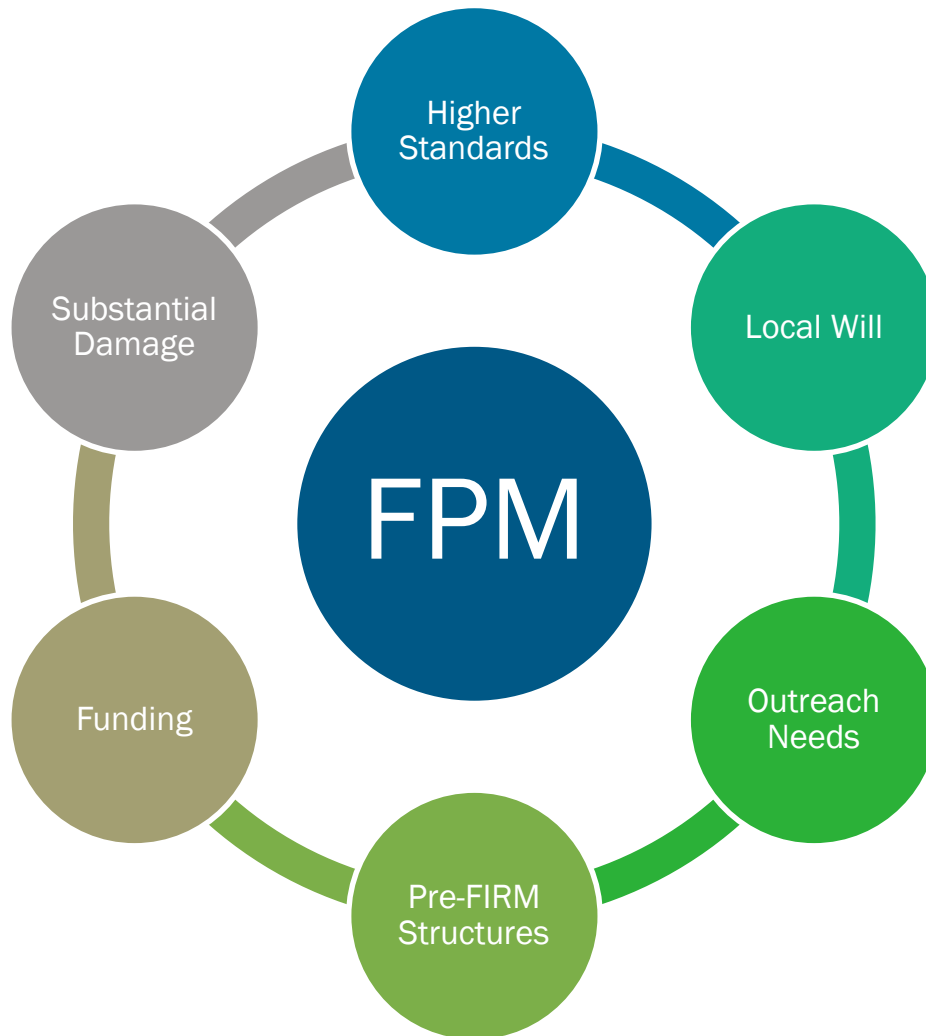 Higher
Standards
Substantial
Damage
Local Will
FPM
Funding
Outreach
Needs
Pre-FIRM
Structures